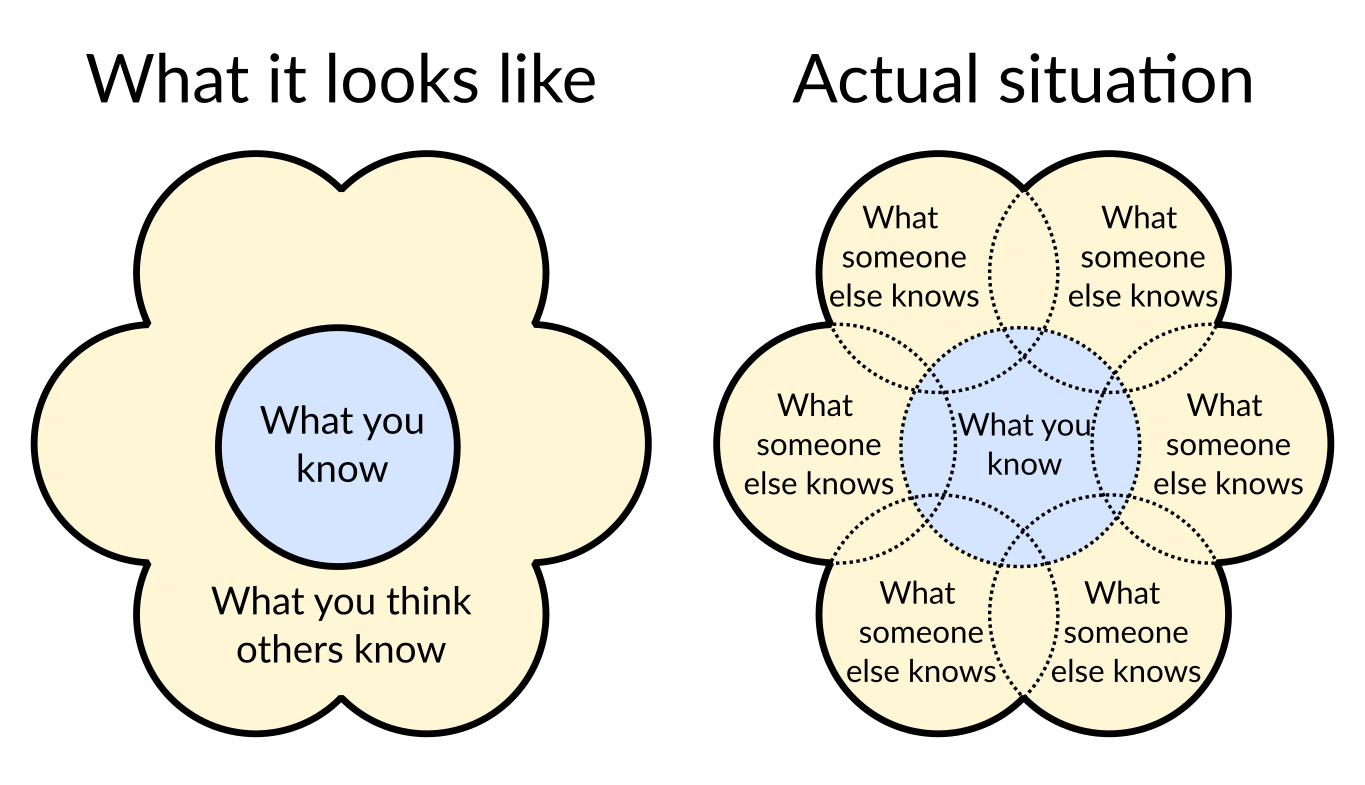 What it looks like
What you
know
What you think
others know
Actual situation
What
someone
else knows
What
someone
else knows
What
someone
else knows
What you
know
What
someone
else knows
What
someone
else knows
What
someone
else knows